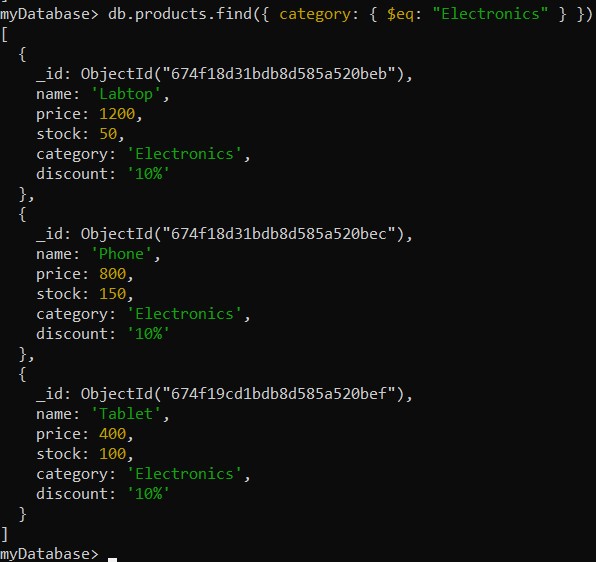 myDatabase> db.products.find({ category: { $eq: "Electronics" } })
[
  {
    _id: ObjectId("674f18d31bdb8d585a520beb"),
    name: 'Labtop',
    price: 1200,
    stock: 50,
    category: 'Electronics',
    discount: '10%'
  },
  {
    _id: ObjectId("674f18d31bdb8d585a520bec"),
    name: 'Phone',
    price: 800,
    stock: 150,
    category: 'Electronics',
    discount: '10%'
  },
  {
    _id: ObjectId("674f19cd1bdb8d585a520bef"),
    name: 'Tablet',
    price: 400,
    stock: 100,
    category: 'Electronics',
    discount: '10%'
  }
]
myDatabase>